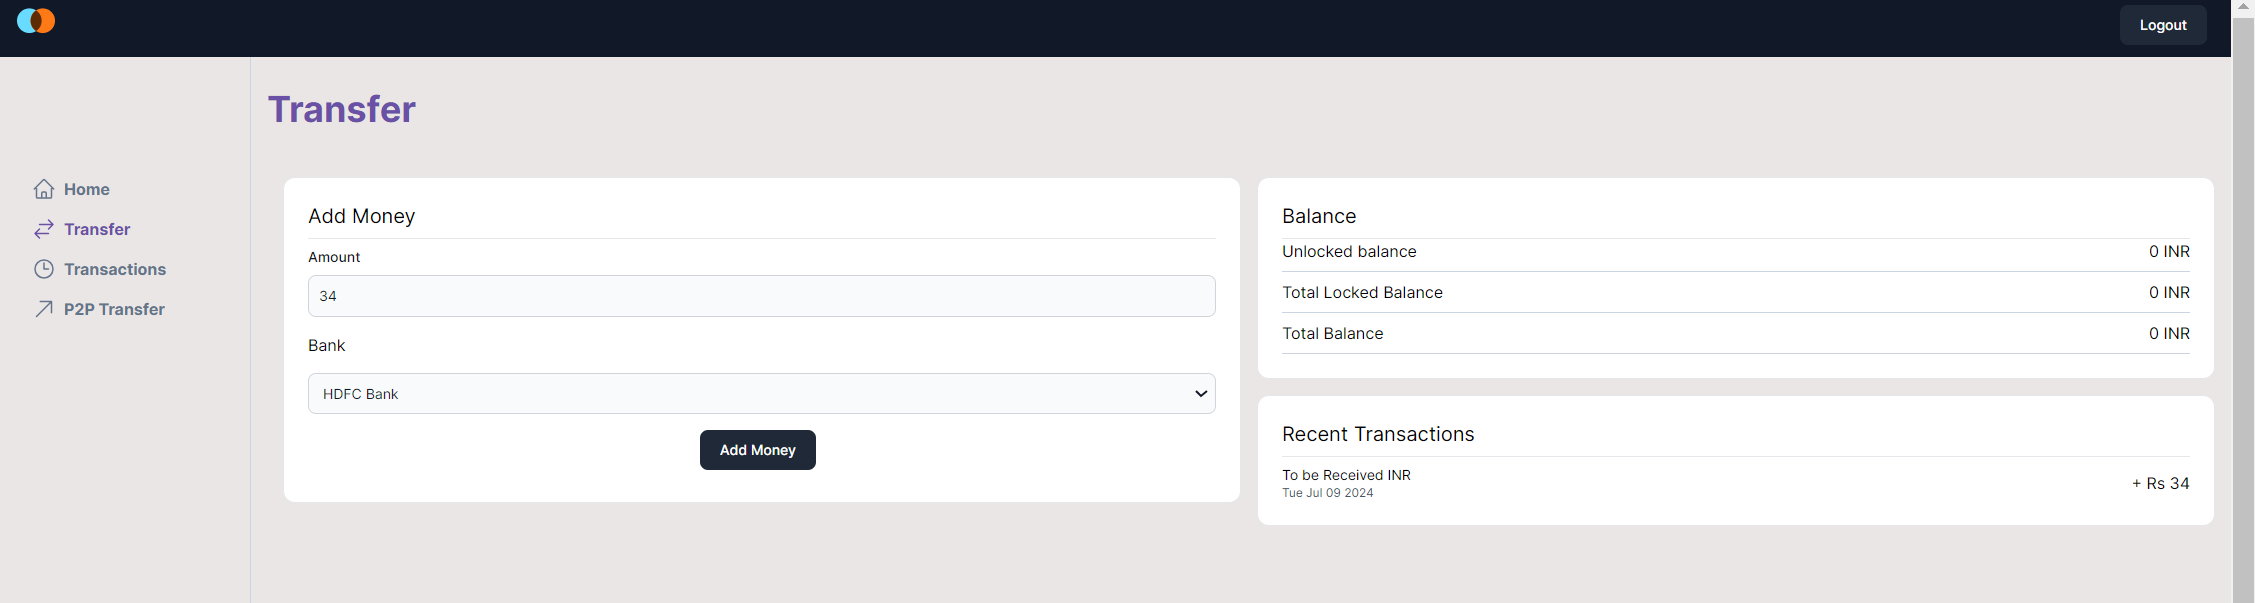 Logout
Transfer
Home
Transfer
Transactions
P2P Transfer
Add Money
Amount
34
Bank
HDFC Bank
Add Money
Balance
Unlocked balance 0 INR
Total Locked Balance 0 INR
Total Balance 0 INR
Recent Transactions
To be Received INR
Tue Jul 09 2024
+ Rs 34